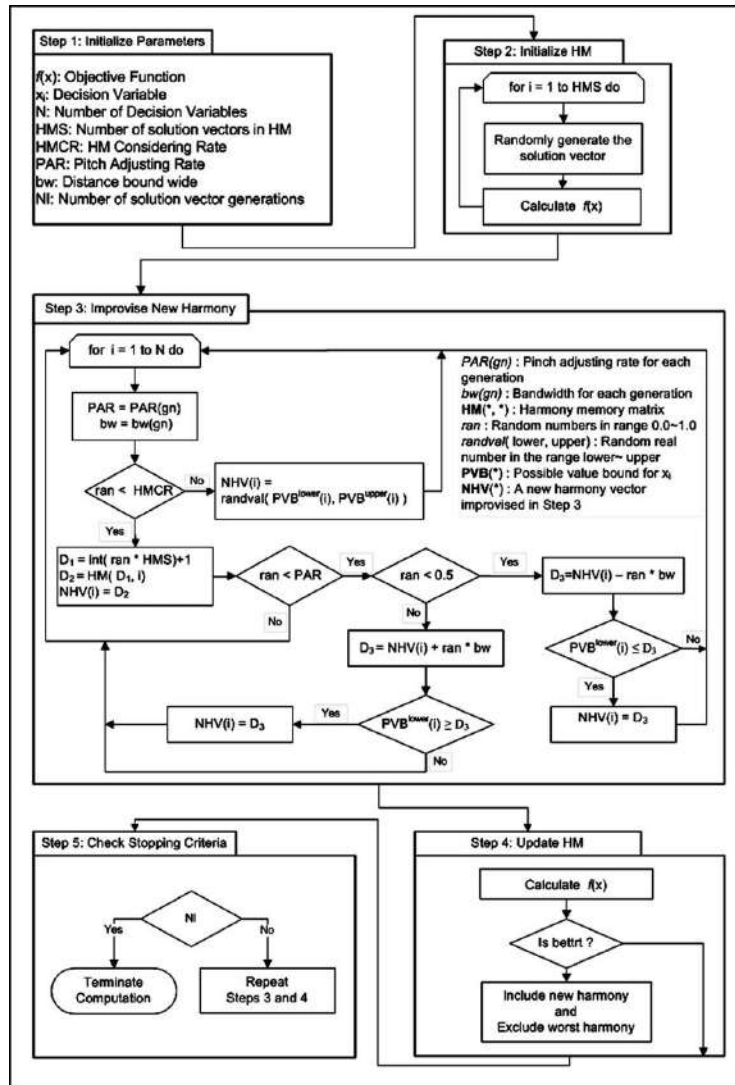 Step 1: Initialize Parameters
f(x): Objective Function
xi: Decision Variable
N: Number of Decision Variables
HMS: Number of solution vectors in HM
HMCR: HM Considering Rate
PAR: Pitch Adjusting Rate
bw: Distance bound wide
NI: Number of solution vector generations
Step 2: Initialize HM
for i = 1 to HMS do
Randomly generate the
solution vector
Calculate f(x)
Step 3: Improvise New Harmony
for i = 1 to N do
PAR = PAR(gn)
bw = bw(gn)
ran < HMCR
No
NHV(i) =
randval( PVB^lower(i), PVB^upper(i) )
Yes
PAR(gn) : Pinch adjusting rate for each
generation
bw(gn) : Bandwidth for each generation
HM(*, *) : Harmony memory matrix
ran : Random numbers in range 0.0~1.0
randval( lower, upper) : Random real
number in the range lower~ upper
PVB(*) : Possible value bound for xi
NHV(*) : A new harmony vector
improvised in Step 3
D1 = int( ran * HMS)+1
D2 = HM( D1, i)
NHV(i) = D2
ran < PAR
Yes
No
ran < 0.5
Yes
No
D3=NHV(i) – ran * bw
D3 = NHV(i) + ran * bw
PVB^lower(i) ≤ D3
No
Yes
NHV(i) = D3
PVB^lower(i) ≥ D3
Yes
No
NHV(i) = D3
Step 5: Check Stopping Criteria
NI
Yes
No
Terminate
Computation
Repeat
Steps 3 and 4
Step 4: Update HM
Calculate f(x)
Is bettrt ?
Include new harmony
and
Exclude worst harmony